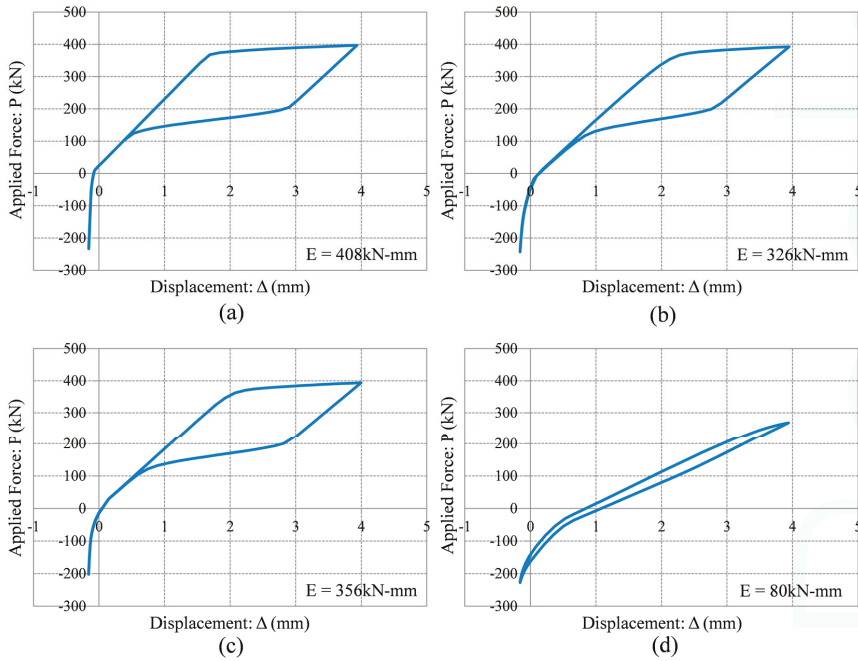 500
400
300
200
100
0
-100
-200
-300
-1 0 1 2 3 4 5
Applied Force: P (kN)
Displacement: Δ (mm)
E = 408kN-mm
(a)
500
400
300
200
100
0
-100
-200
-300
-1 0 1 2 3 4 5
Applied Force: P (kN)
Displacement: Δ (mm)
E = 326kN-mm
(b)
500
400
300
200
100
0
-100
-200
-300
-1 0 1 2 3 4 5
Applied Force: F (kN)
Displacement: Δ (mm)
E = 356kN-mm
(c)
500
400
300
200
100
0
-100
-200
-300
-1 0 1 2 3 4 5
Applied Force: P (kN)
Displacement: Δ (mm)
E = 80kN-mm
(d)